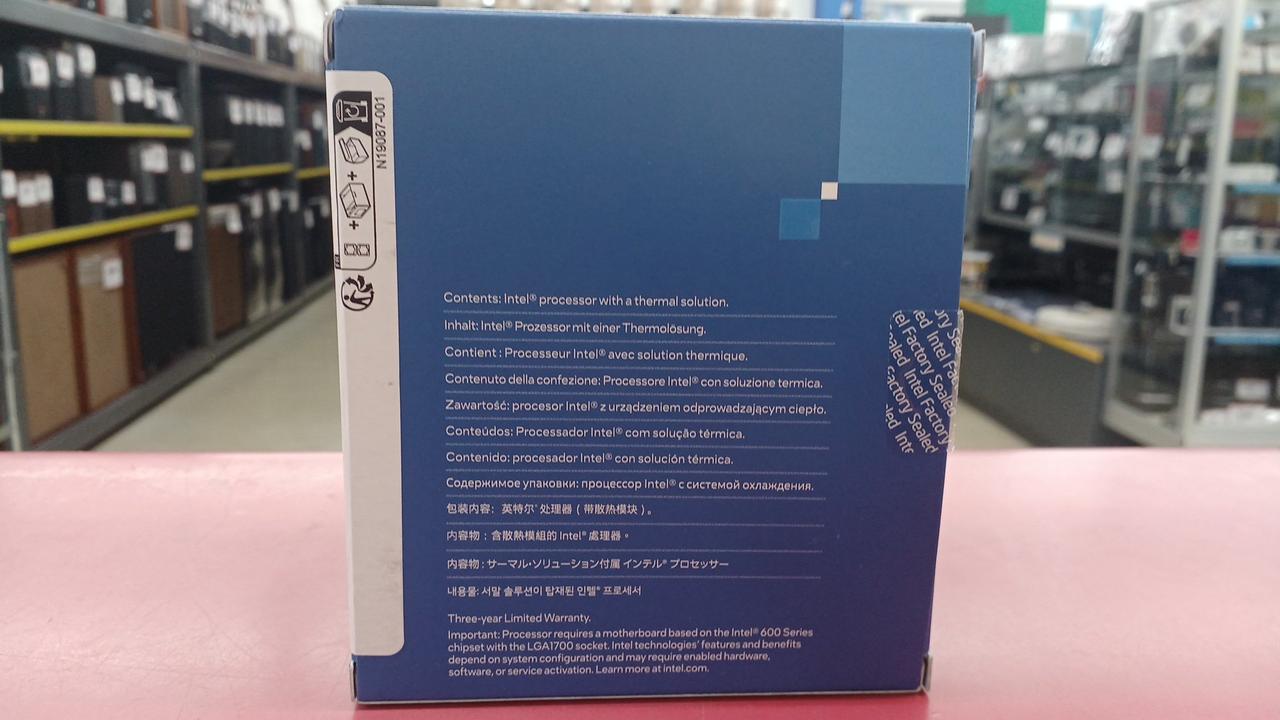 N19087-001
Contents: Intel® processor with a thermal solution.
Inhalt: Intel® Prozessor mit einer Thermolösung.
Contient : Processeur Intel® avec solution thermique.
Contenuto della confezione: Processore Intel® con soluzione termica.
Zawartość: procesor Intel® z urządzeniem odprowadzającym ciepło.
Conteúdos: Processador Intel® com solução térmica.
Contenido: procesador Intel® con solución térmica.
Содержимое упаковки: процессор Intel® с системой охлаждения.
包装内容：英特尔® 处理器（带散热模块）。
内容物：含散熱模組的 Intel® 處理器。
内容物 : サーマル・ソリューション付属 インテル® プロセッサー
내용물: 서말 솔루션이 탑재된 인텔® 프로세서
Three-year Limited Warranty.
Important: Processor requires a motherboard based on the Intel® 600 Series
chipset with the LGA1700 socket. Intel technologies' features and benefits
depend on system configuration and may require enabled hardware,
software, or service activation. Learn more at intel.com.
Intel Factory Sealed